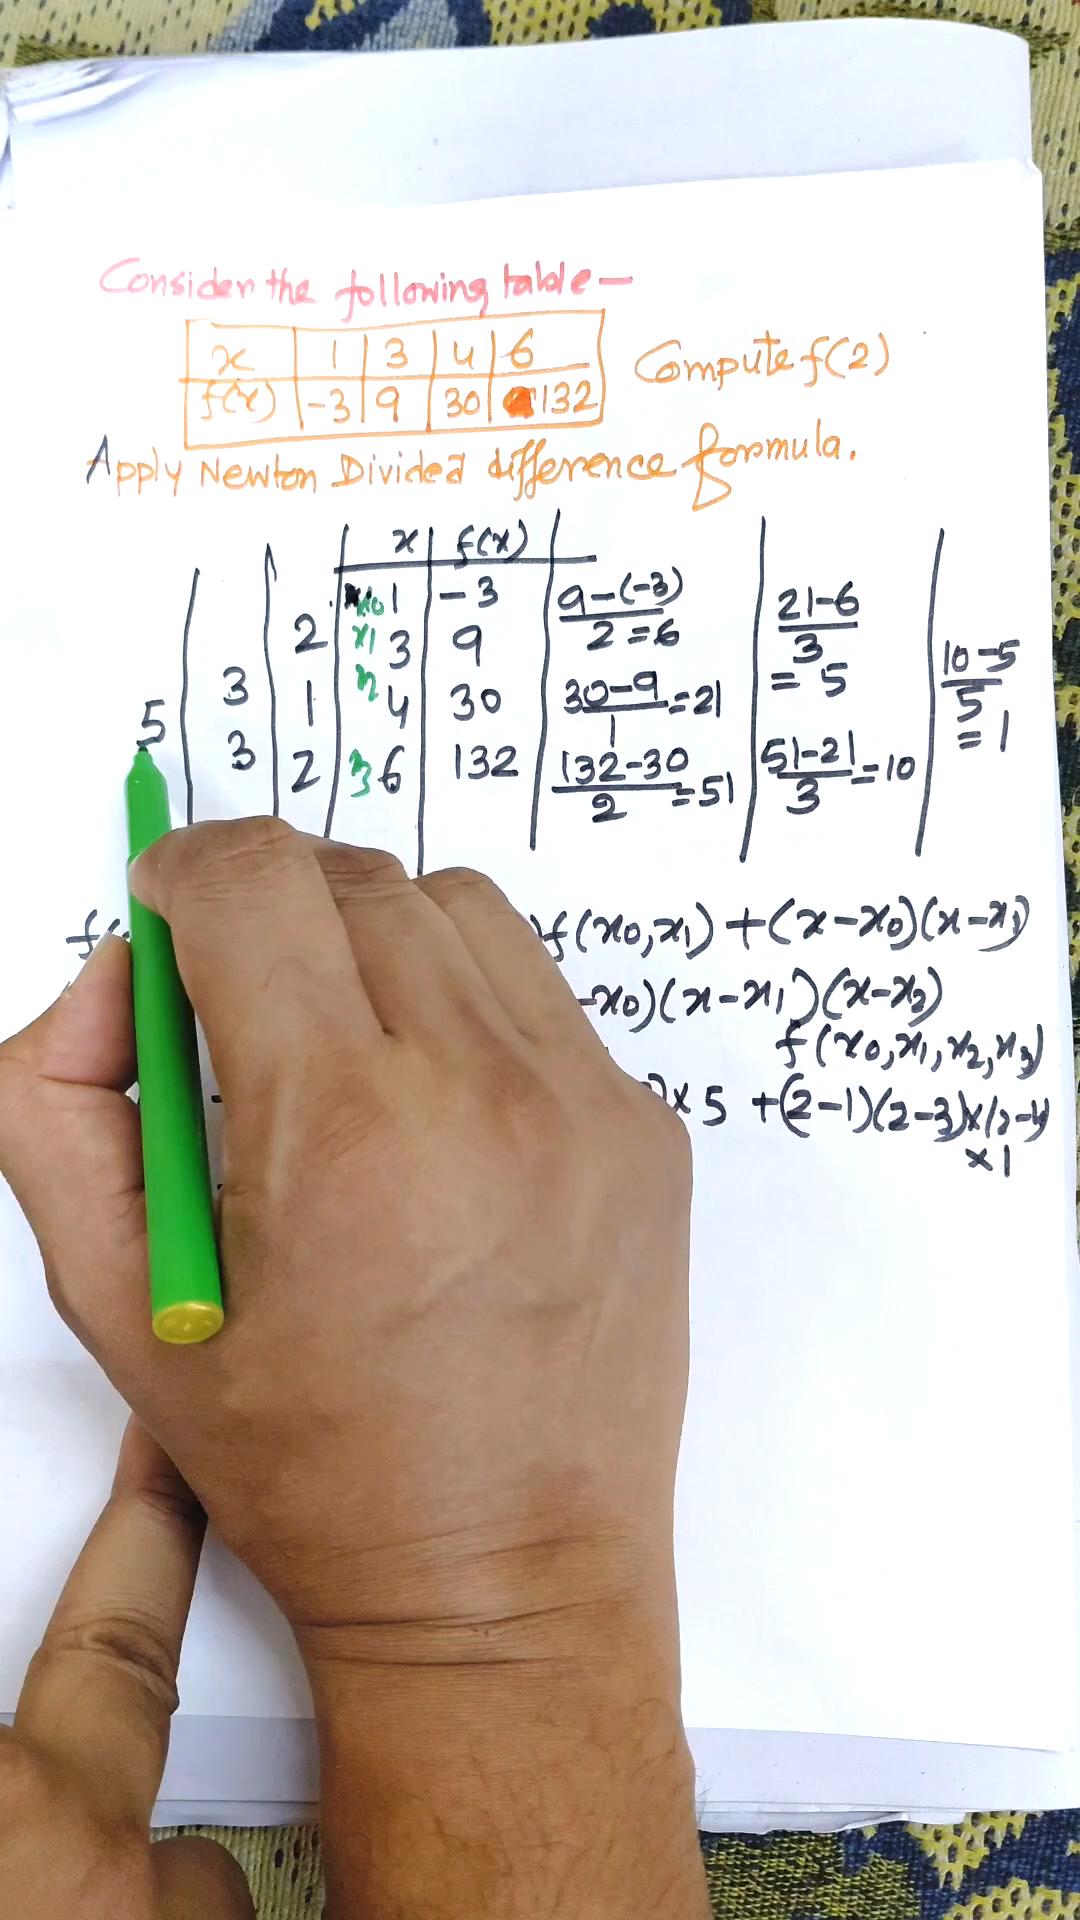 Consider the following table —
x 1 3 4 6
f(x) -3 9 30 132
Compute f(2)
Apply Newton Divided difference formula.
x f(x)
x0 1 -3
2 x1 3 9
3 1 4 30
5 3 2 3 6 132
9-(-3)
2 =6
30-9 =21
1
132-30 =51
2
21-6
3
= 5
51-21 =10
3
10-5
5
= 1
f(x0,x1) +(x-x0)(x-x1)
-x0)(x-x1)(x-x2)
f(x0,x1,x2,x3)
)×5 +(2-1)(2-3)×(2-4)
×1